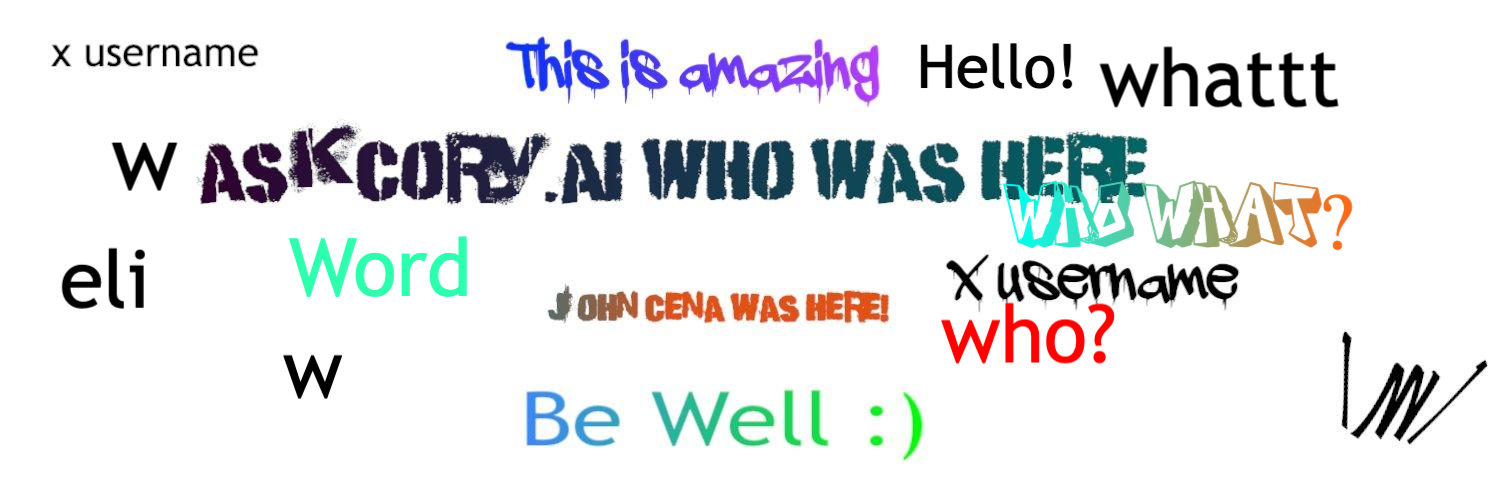 x username
This is amazing
Hello!
whattt
w
ASKCORY.AI WHO WAS HERE
WHO WHAT?
eli
Word
x username
JOHN CENA WAS HERE!
who?
w
Be Well :)